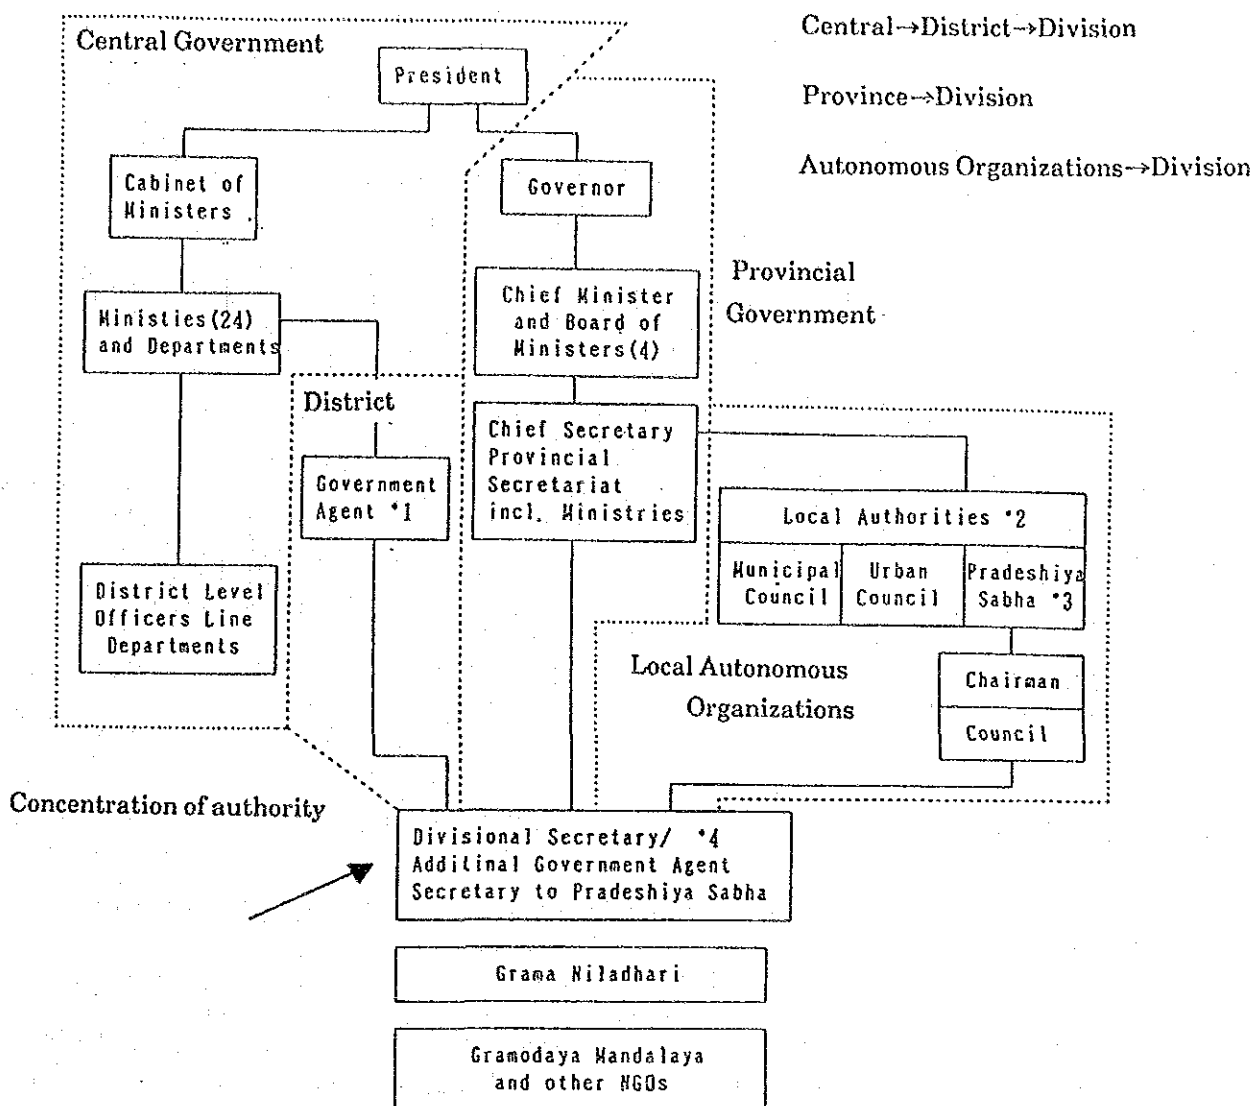 Central Government
President
Central→District→Division
Province→Division
Autonomous Organizations→Division
Cabinet of
Ministers
Governor
Provincial
Government
Ministies(24)
and Departments
Chief Minister
and Board of
Ministers(4)
District
Government
Agent *1
Chief Secretary
Provincial
Secretariat
incl. Ministries
Local Authorities *2
Municipal
Council
Urban
Council
Pradeshiya
Sabha *3
District Level
Officers Line
Departments
Local Autonomous
Organizations
Chairman
Council
Concentration of authority
Divisional Secretary/ *4
Additinal Government Agent
Secretary to Pradeshiya Sabha
Grama Niladhari
Gramodaya Mandalaya
and other NGOs